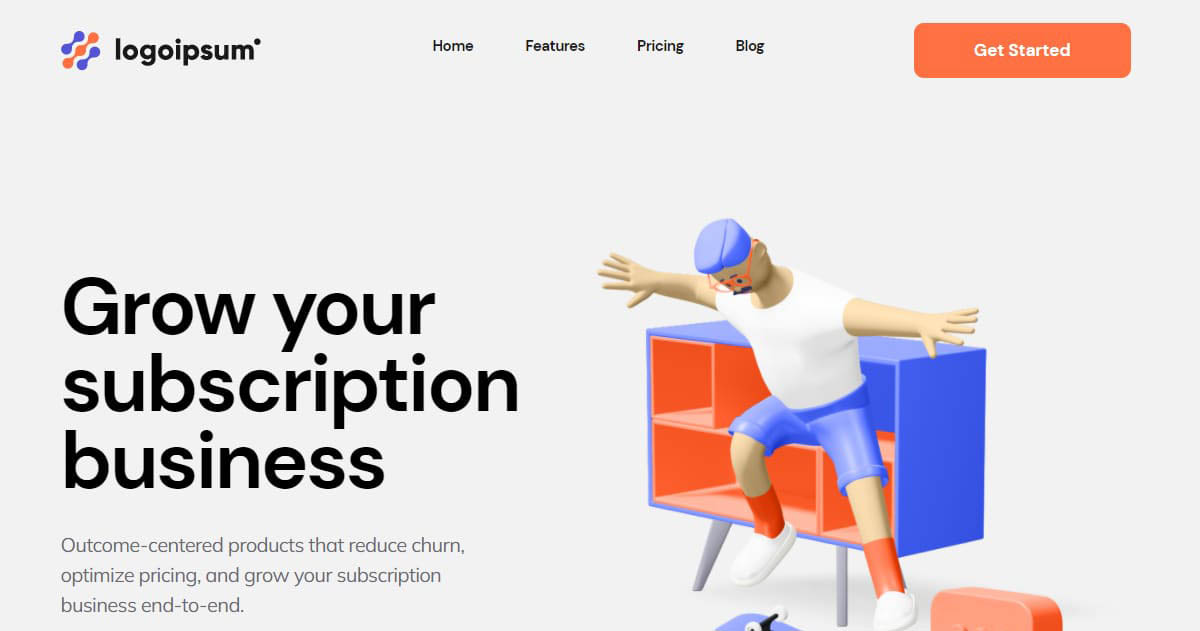 logoipsum
Home
Features
Pricing
Blog
Get Started
Grow your
subscription
business
Outcome-centered products that reduce churn,
optimize pricing, and grow your subscription
business end-to-end.